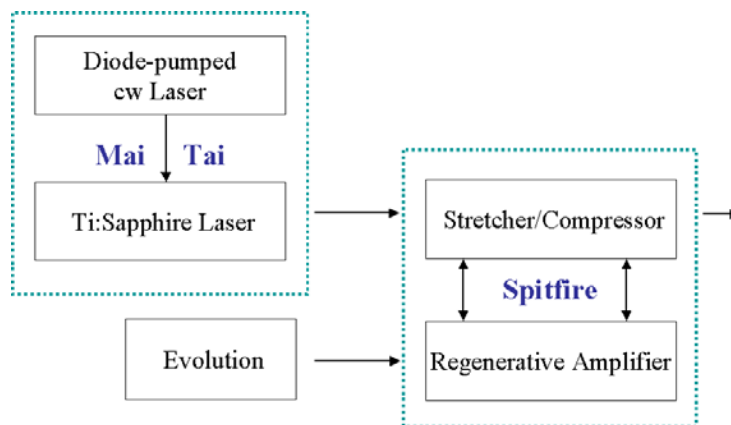 Diode-pumped
cw Laser
Mai Tai
Ti:Sapphire Laser
Stretcher/Compressor
Spitfire
Evolution
Regenerative Amplifier